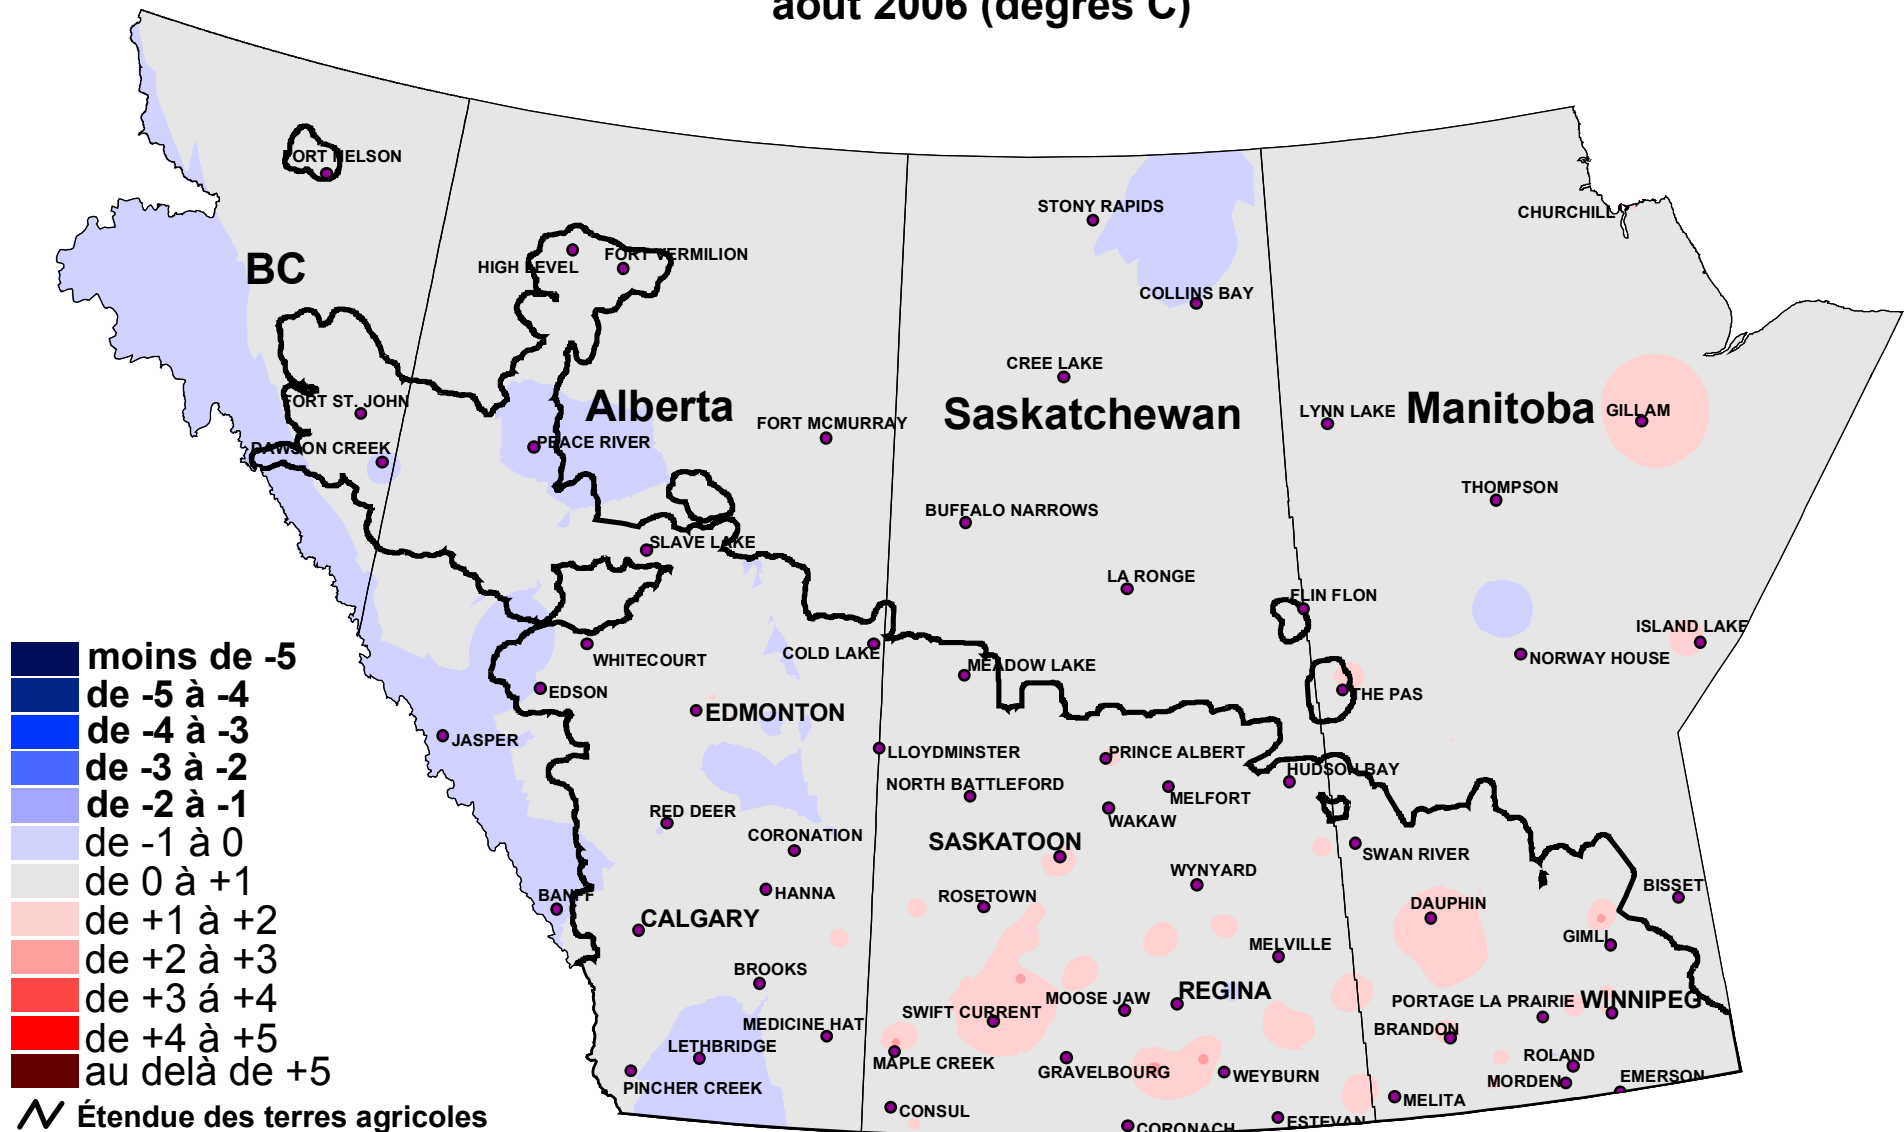 août 2006 (degrés C)
FORT NELSON
STONY RAPIDS
CHURCHILL
BC
HIGH LEVEL
FORT VERMILION
COLLINS BAY
CREE LAKE
FORT ST. JOHN
Alberta
FORT MCMURRAY
Saskatchewan
LYNN LAKE
Manitoba
GILLAM
DAWSON CREEK
PEACE RIVER
THOMPSON
BUFFALO NARROWS
SLAVE LAKE
LA RONGE
FLIN FLON
ISLAND LAKE
WHITECOURT
COLD LAKE
MEADOW LAKE
NORWAY HOUSE
EDSON
THE PAS
EDMONTON
JASPER
LLOYDMINSTER
PRINCE ALBERT
HUDSON BAY
NORTH BATTLEFORD
MELFORT
RED DEER
WAKAW
CORONATION
SASKATOON
SWAN RIVER
WYNYARD
BISSET
BANFF
HANNA
ROSETOWN
DAUPHIN
CALGARY
GIMLI
MELVILLE
BROOKS
REGINA
MOOSE JAW
PORTAGE LA PRAIRIE
WINNIPEG
SWIFT CURRENT
MEDICINE HAT
BRANDON
LETHBRIDGE
MAPLE CREEK
GRAVELBOURG
WEYBURN
ROLAND
PINCHER CREEK
MORDEN
EMERSON
CONSUL
MELITA
CORONACH
ESTEVAN
moins de -5
de -5 à -4
de -4 à -3
de -3 à -2
de -2 à -1
de -1 à 0
de 0 à +1
de +1 à +2
de +2 à +3
de +3 á +4
de +4 à +5
au delà de +5
Étendue des terres agricoles